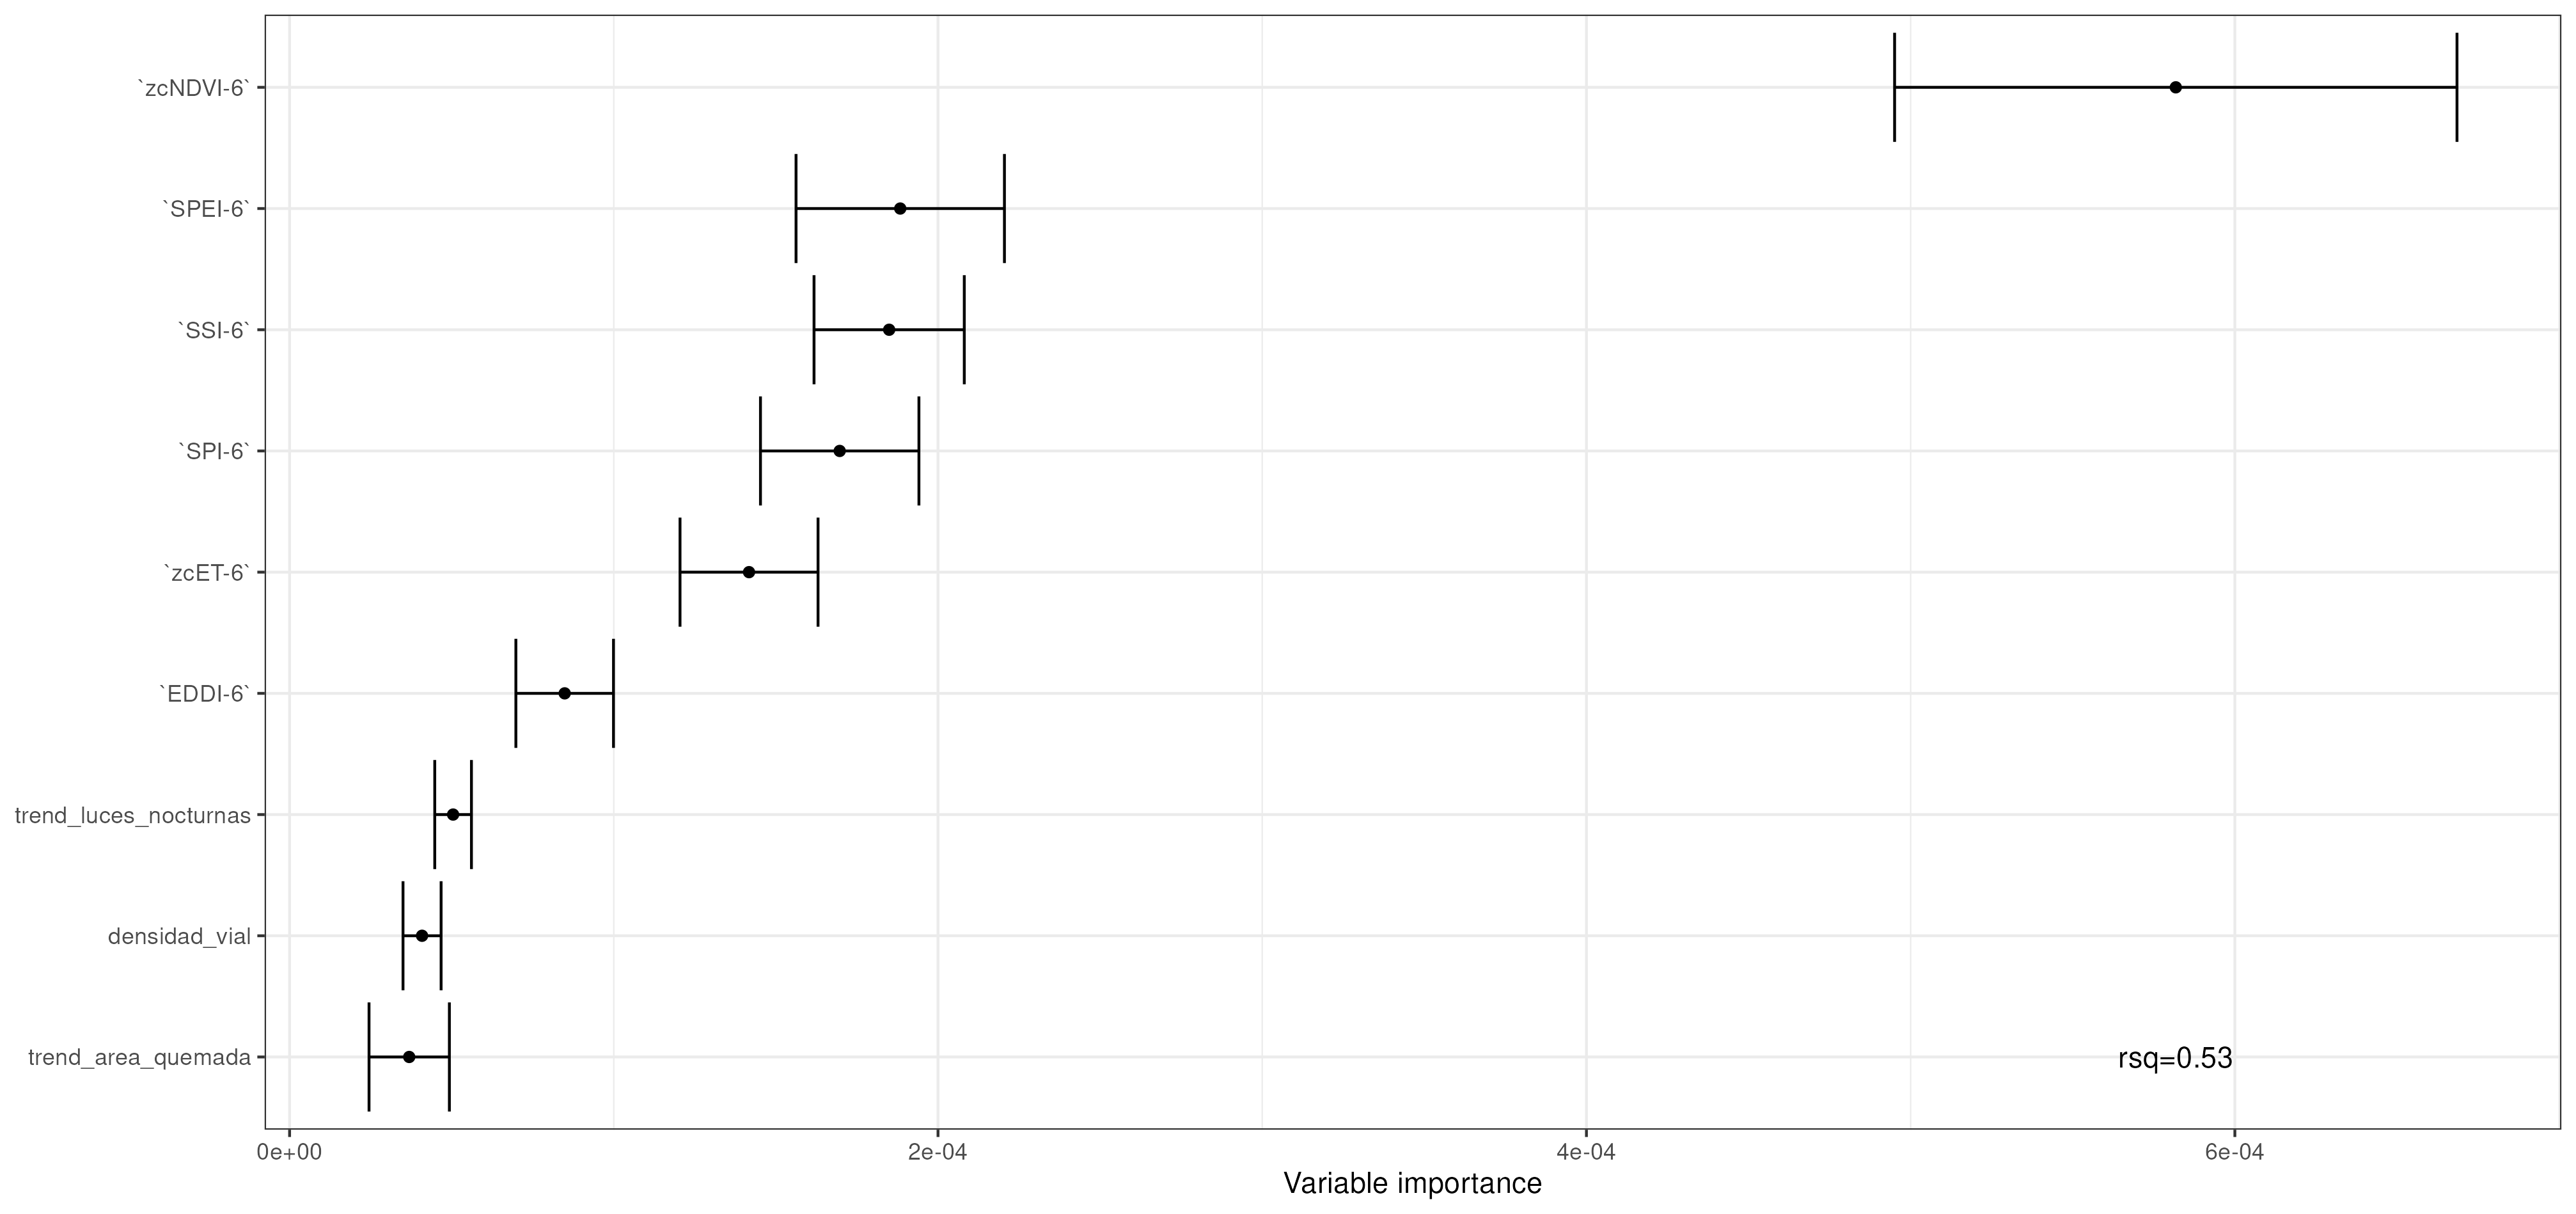 `zcNDVI-6`
`SPEI-6`
`SSI-6`
`SPI-6`
`zcET-6`
`EDDI-6`
trend_luces_nocturnas
densidad_vial
trend_area_quemada
rsq=0.53
0e+00
2e-04
4e-04
6e-04
Variable importance